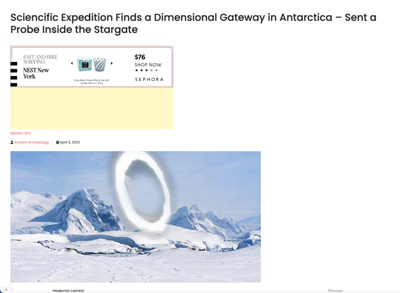 Sciencific Expedition Finds a Dimensional Gateway in Antarctica – Sent a
Probe Inside the Stargate
FAST AND FREE
SHIPPING
NEST New
York
$76
SHOP NOW
SEPHORA
Mystery UFO
Ancient Archaeology
April 5, 2023
PROMOTED CONTENT